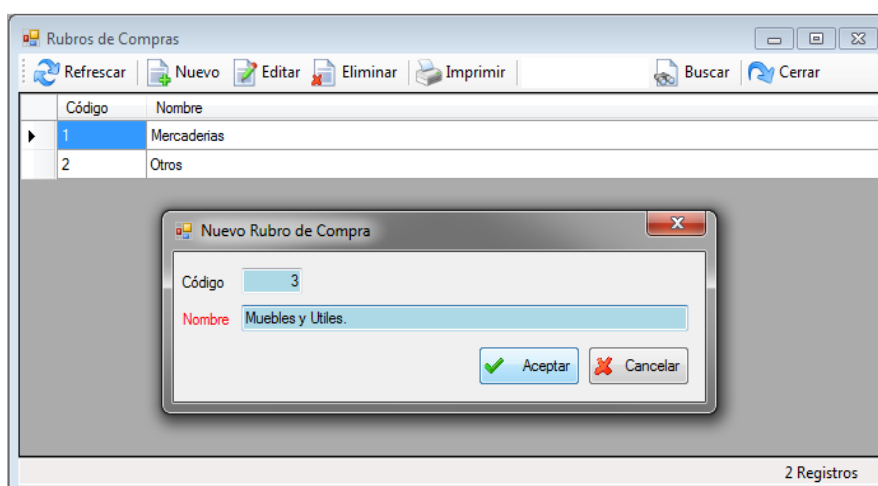 Rubros de Compras
Refrescar Nuevo Editar Eliminar Imprimir Buscar Cerrar
Código Nombre
1 Mercaderias
2 Otros
Nuevo Rubro de Compra
Código 3
Nombre Muebles y Utiles.
Aceptar Cancelar
2 Registros